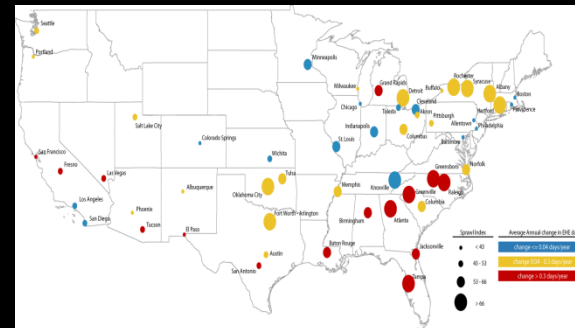 Seattle
Portland
Minneapolis
Milwaukee
Grand Rapids
Buffalo
Rochester
Syracuse
Albany
Boston
Detroit
Chicago
Toledo
Cleveland
Akron
Hartford
Providence
Allentown
Pittsburgh
Philadelphia
Salt Lake City
Colorado Springs
Indianapolis
Columbus
Baltimore
St. Louis
Wichita
San Francisco
Fresno
Las Vegas
Tulsa
Norfolk
Greensboro
Knoxville
Raleigh
Los Angeles
Albuquerque
Oklahoma City
Memphis
Greenville
San Diego
Phoenix
Columbia
Tucson
Fort Worth - Arlington
Birmingham
Atlanta
El Paso
Austin
Baton Rouge
Jacksonville
San Antonio
Tampa
Sprawl Index
< 40
40 - 53
53 - 66
> 66
Average Annual change in EHE da
change <= 0.04 days/year
change 0.04 - 0.3 days/year
change > 0.3 days/year